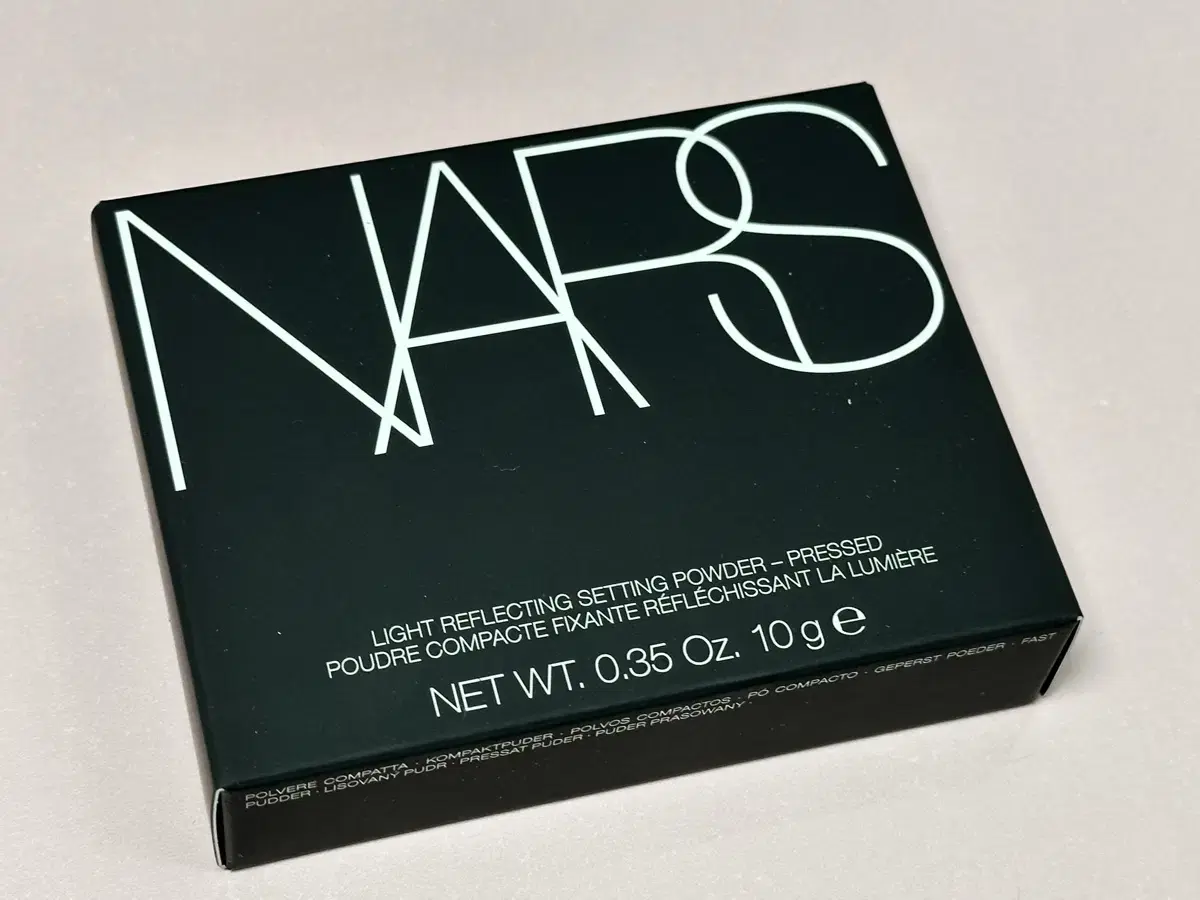 NARS
LIGHT REFLECTING SETTING POWDER – PRESSED
POUDRE COMPACTE FIXANTE RÉFLÉCHISSANT LA LUMIÈRE
NET WT. 0.35 Oz. 10 g ℮
POLVERE COMPATTA · KOMPAKTPUDER · POLVOS COMPACTOS · PÓ COMPACTO · GEPERST POEDER · FAST
PUDDER · LISOVANÝ PUDR · PRESSAT PUDER · PUDER PRASOWANY ·